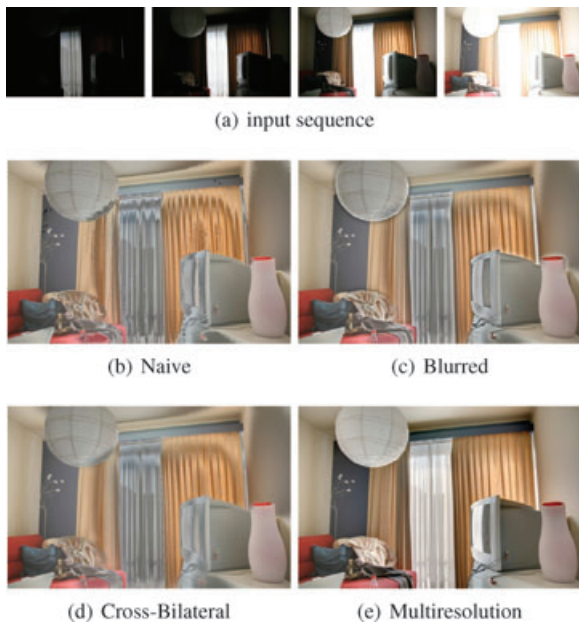 (a) input sequence
(b) Naive
(c) Blurred
(d) Cross-Bilateral
(e) Multiresolution